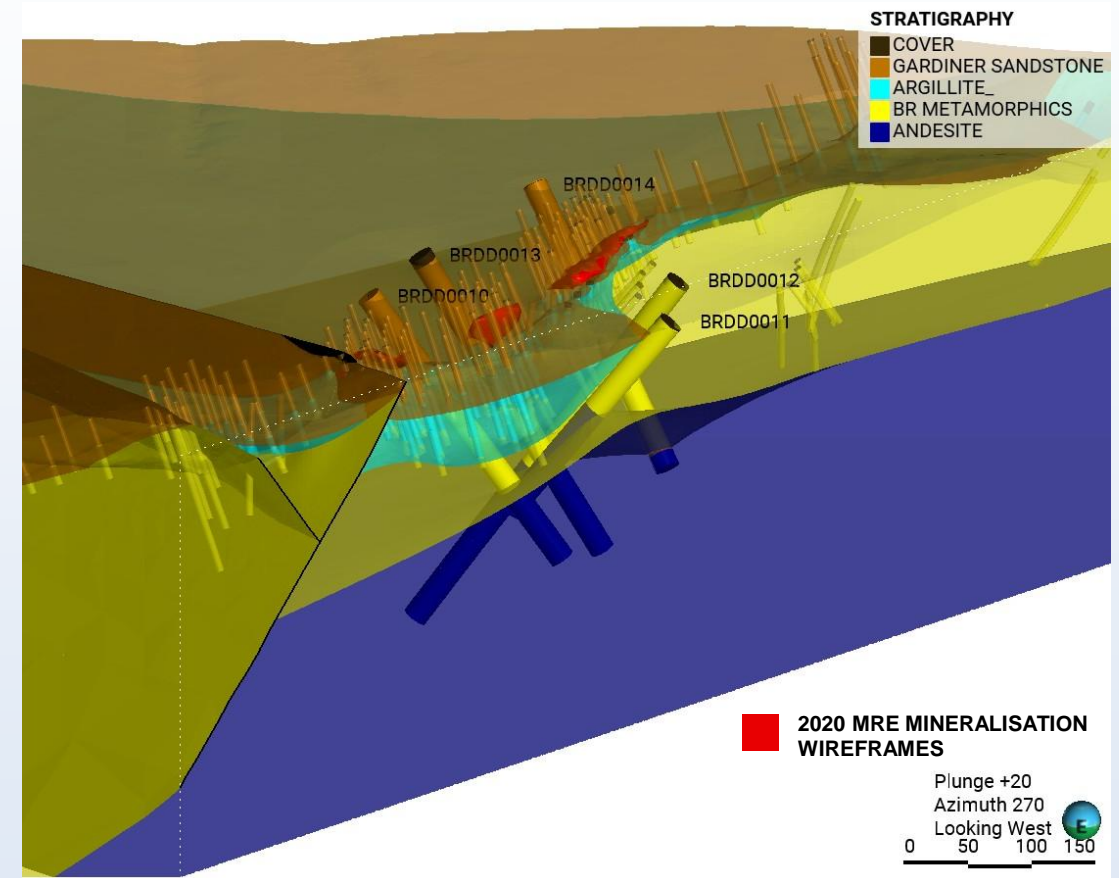 STRATIGRAPHY
COVER
GARDINER SANDSTONE
ARGILLITE_
BR METAMORPHICS
ANDESITE
BRDD0014
BRDD0013
BRDD0010
BRDD0012
BRDD0011
2020 MRE MINERALISATION
WIREFRAMES
Plunge +20
Azimuth 270
Looking West
E
0 50 100 150